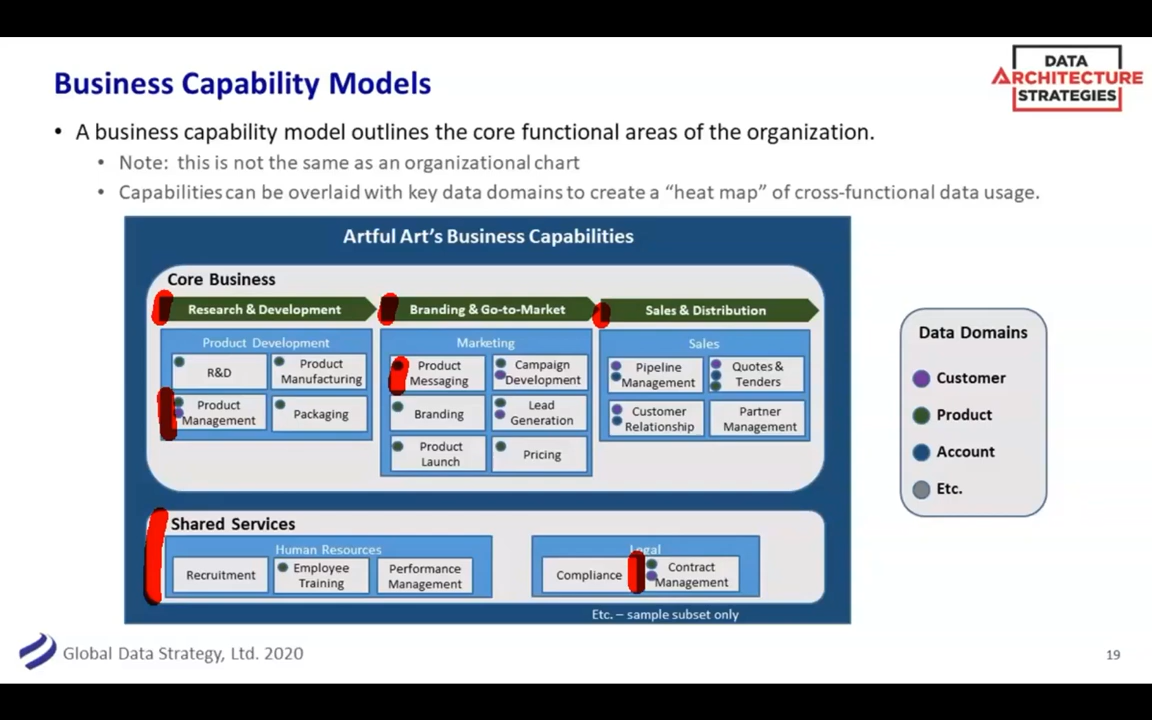 Business Capability Models
DATA
ARCHITECTURE
STRATEGIES
• A business capability model outlines the core functional areas of the organization.
• Note: this is not the same as an organizational chart
• Capabilities can be overlaid with key data domains to create a “heat map” of cross-functional data usage.
Artful Art’s Business Capabilities
Core Business
Research & Development
Branding & Go-to-Market
Sales & Distribution
Product Development
R&D
Product
Manufacturing
Product
Management
Packaging
Marketing
Product
Messaging
Campaign
Development
Branding
Lead
Generation
Product
Launch
Pricing
Sales
Pipeline
Management
Quotes &
Tenders
Customer
Relationship
Partner
Management
Shared Services
Human Resources
Recruitment
Employee
Training
Performance
Management
Legal
Compliance
Contract
Management
Etc. – sample subset only
Data Domains
Customer
Product
Account
Etc.
Global Data Strategy, Ltd. 2020
19